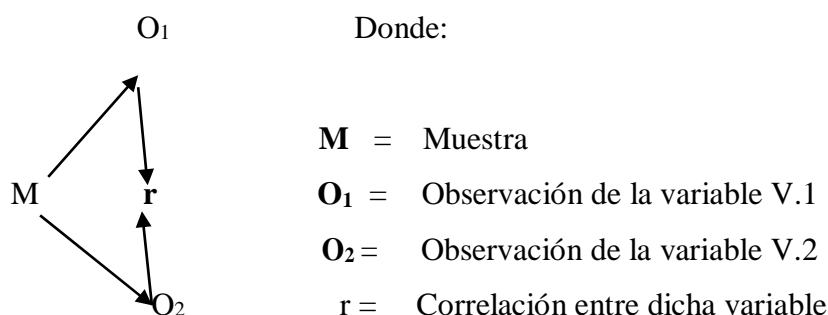 O₁ Donde:
M = Muestra
M r O₁ = Observación de la variable V.1
O₂ = Observación de la variable V.2
O₂ r = Correlación entre dicha variable